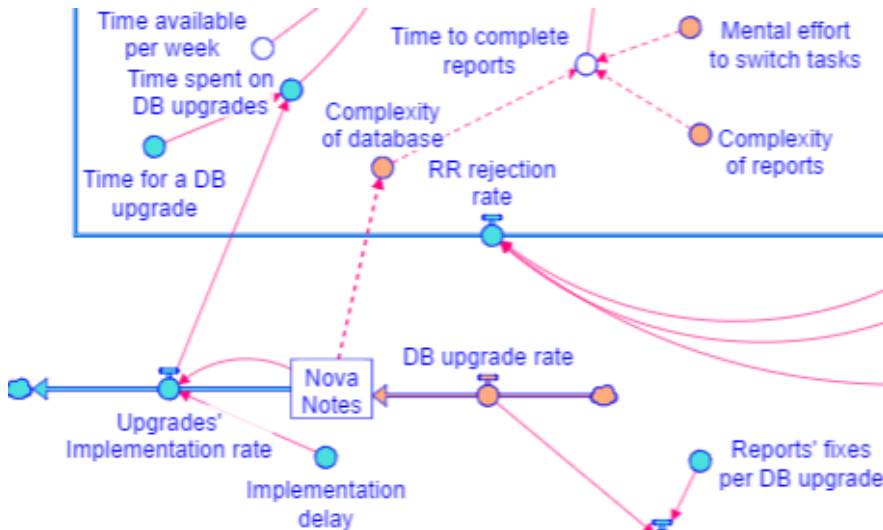 Time available
per week
Time spent on
DB upgrades
Time for a DB
upgrade
Time to complete
reports
Mental effort
to switch tasks
Complexity
of database
Complexity
of reports
RR rejection
rate
Nova
Notes
DB upgrade rate
Upgrades'
Implementation rate
Implementation
delay
Reports' fixes
per DB upgrade